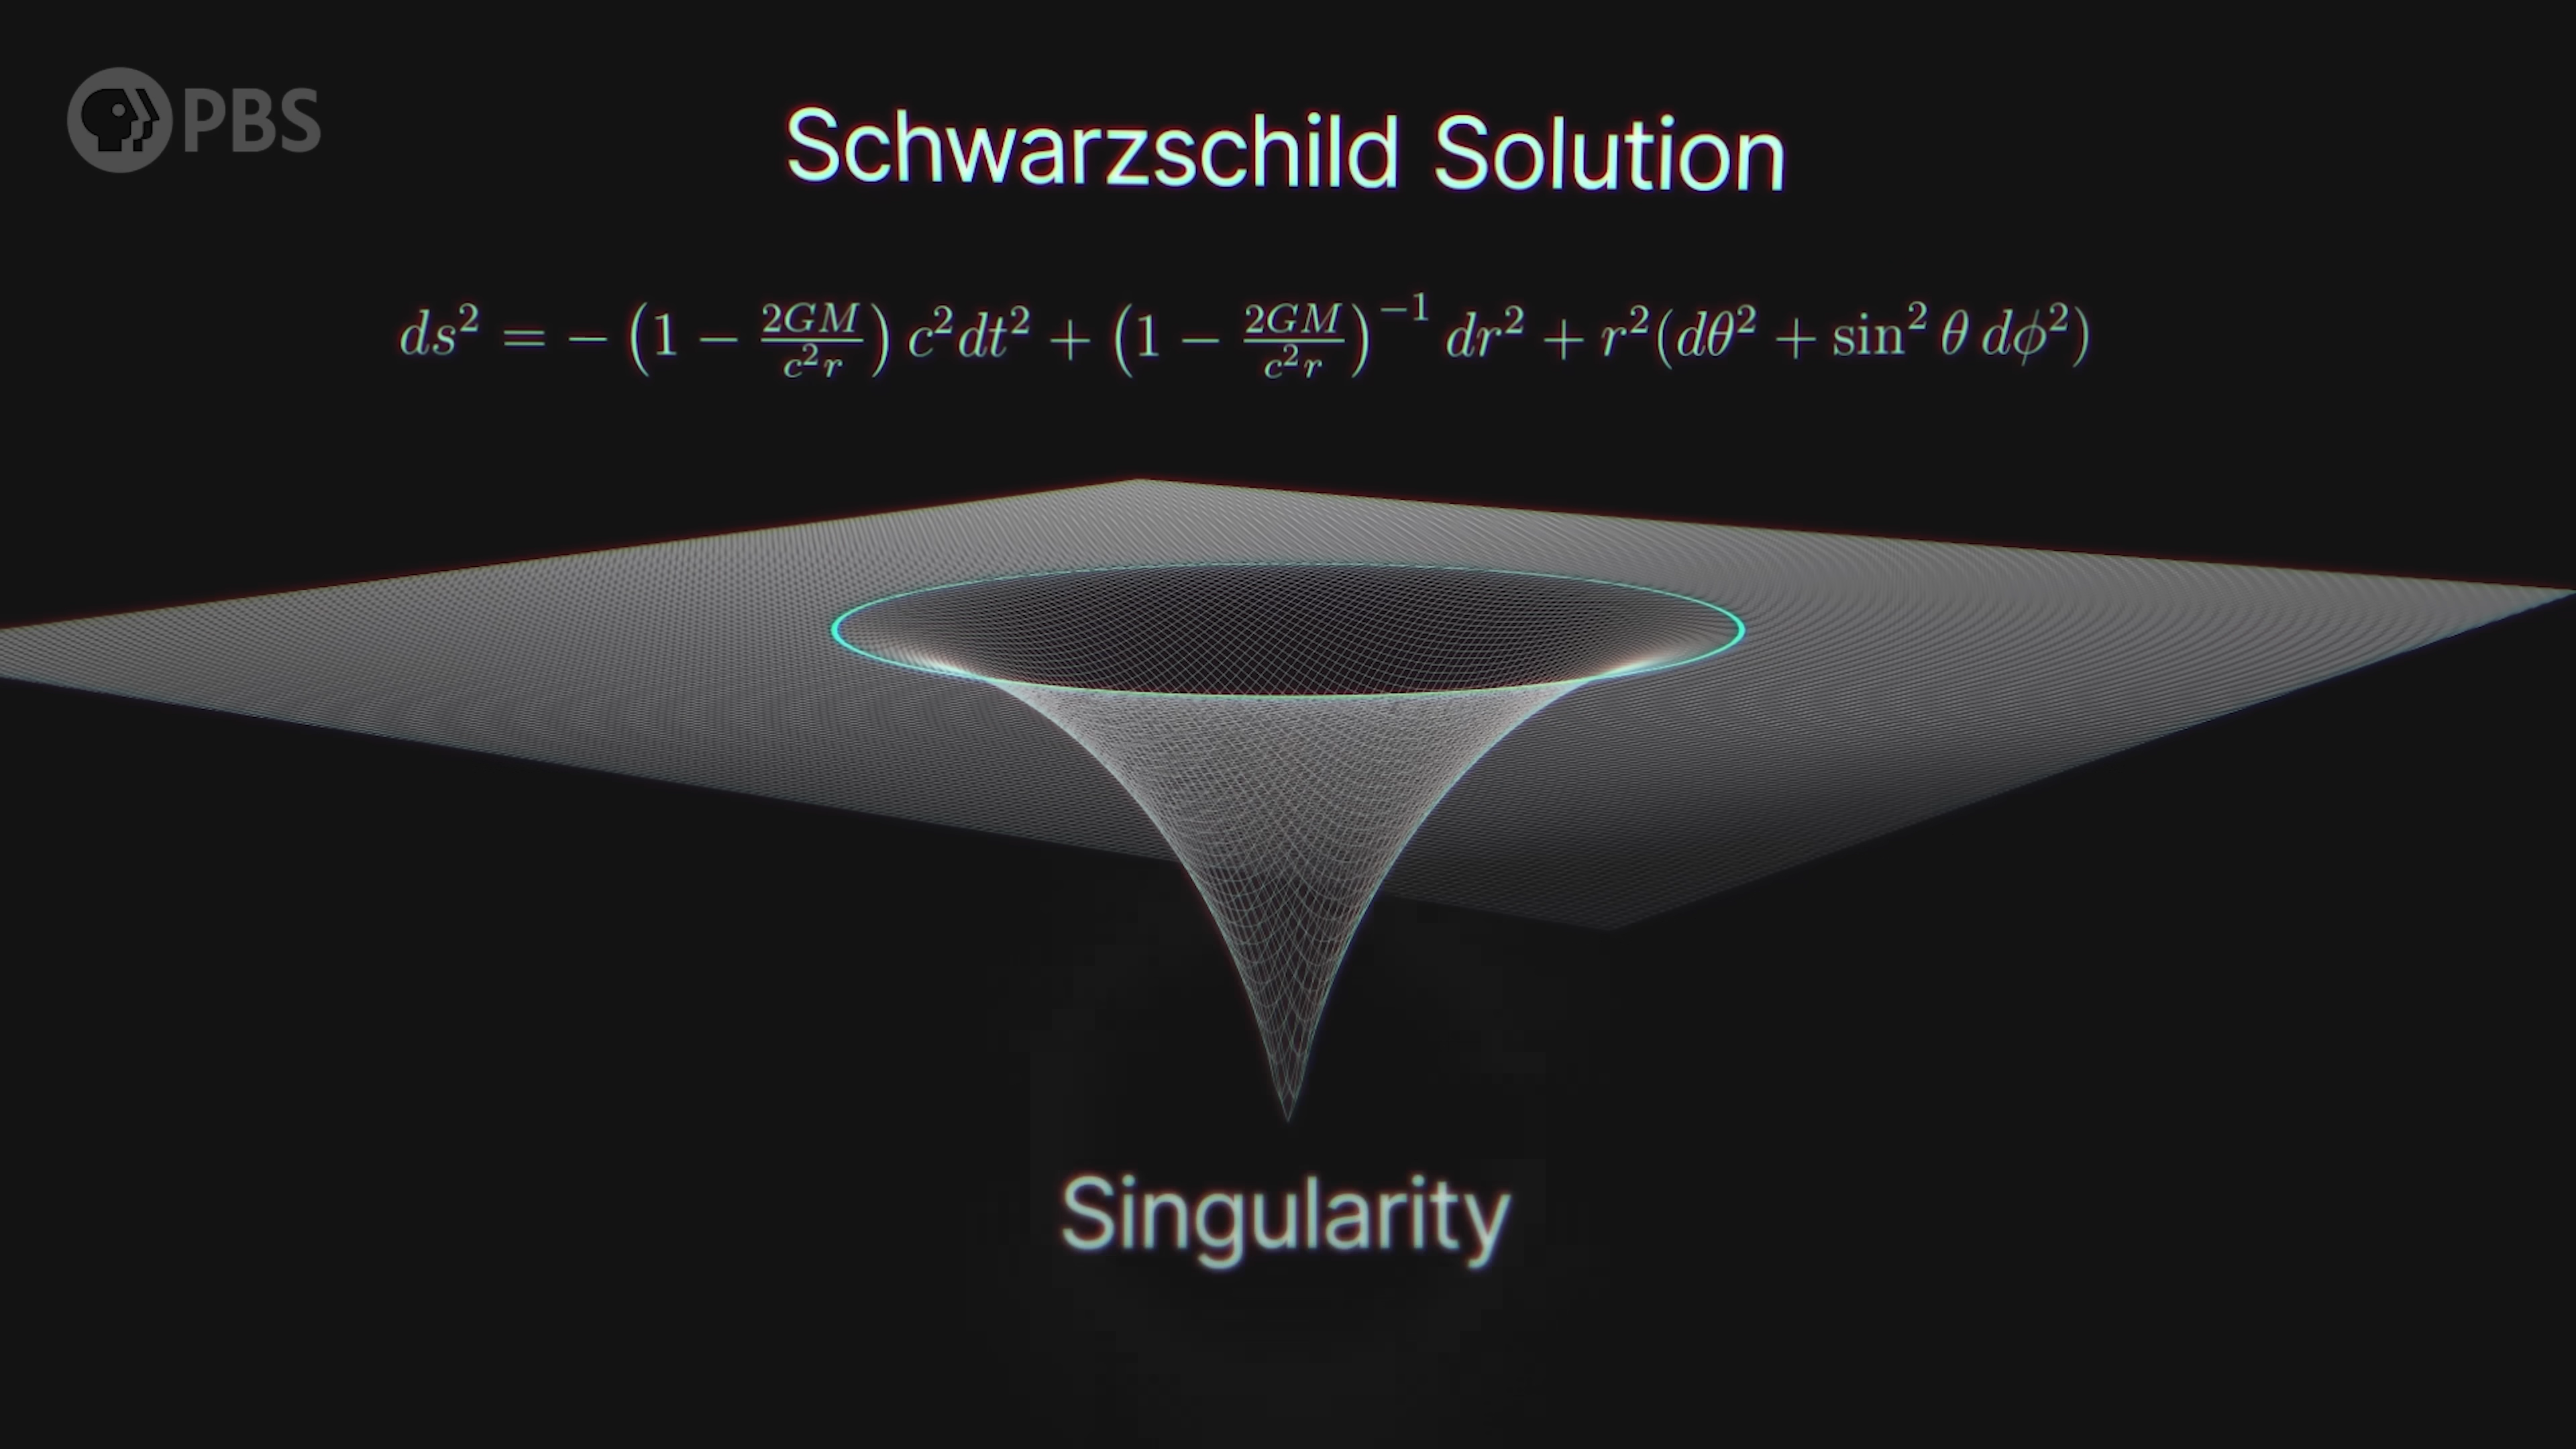 PBS
Schwarzschild Solution
ds² = −(1 − 2GM/c²r) c²dt² + (1 − 2GM/c²r)⁻¹ dr² + r²(dθ² + sin² θ dϕ²)
Singularity